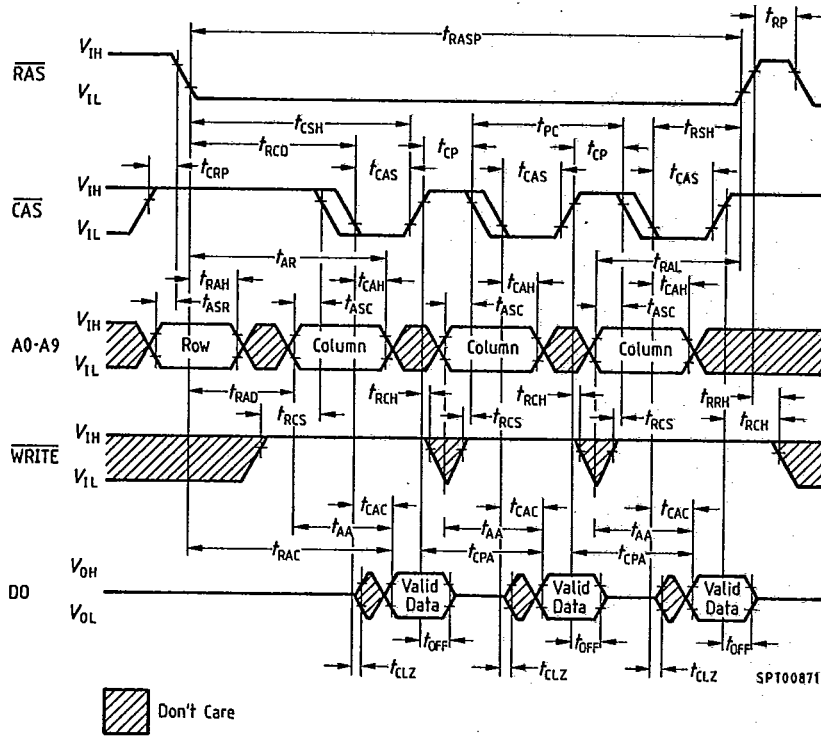 tRASP
tRP
RAS
VIH
VIL
tCSH
tPC
tRSH
tRCD
tCP
tCP
tCRP
tCAS
tCAS
tCAS
CAS
VIH
VIL
tAR
tRAL
tRAH
tCAH
tCAH
tCAH
tASR
tASC
tASC
tASC
A0-A9
VIH
VIL
Row
Column
Column
Column
tRAD
tRCH
tRCH
tRRH
tRCS
tRCS
tRCS
tRCH
WRITE
VIH
VIL
tCAC
tCAC
tCAC
tAA
tAA
tAA
tRAC
tCPA
tCPA
DO
VOH
VOL
Valid
Data
Valid
Data
Valid
Data
tOFF
tOFF
tOFF
tCLZ
tCLZ
tCLZ
SPT00871
Don't Care